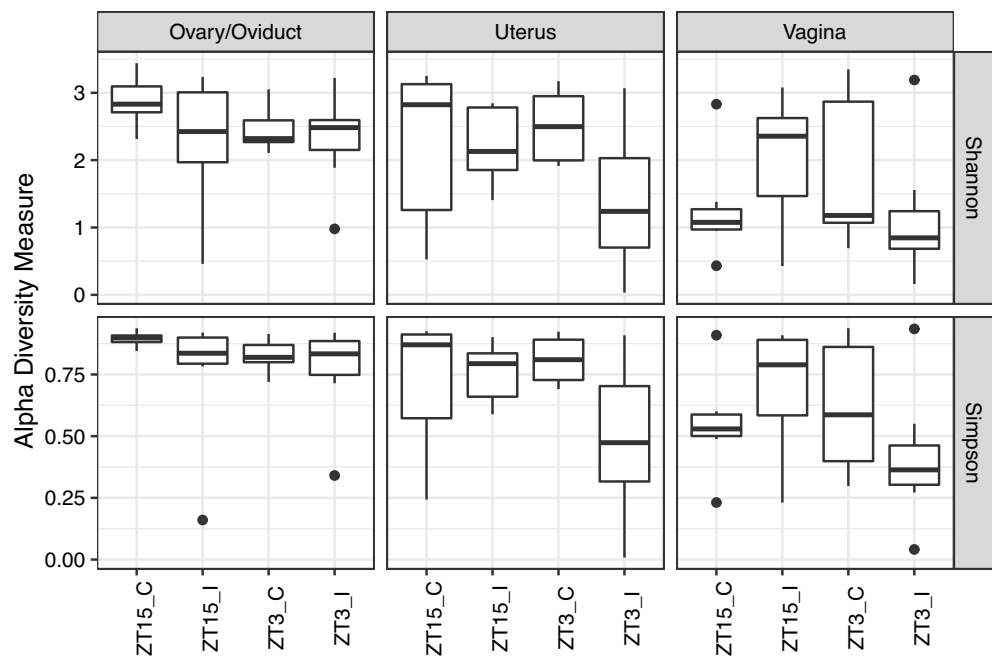 Ovary/Oviduct Uterus Vagina
Alpha Diversity Measure
3
2
1
0
Shannon
0.75
0.50
0.25
0.00
Simpson
ZT15_C ZT15_I ZT3_C ZT3_I ZT15_C ZT15_I ZT3_C ZT3_I ZT15_C ZT15_I ZT3_C ZT3_I